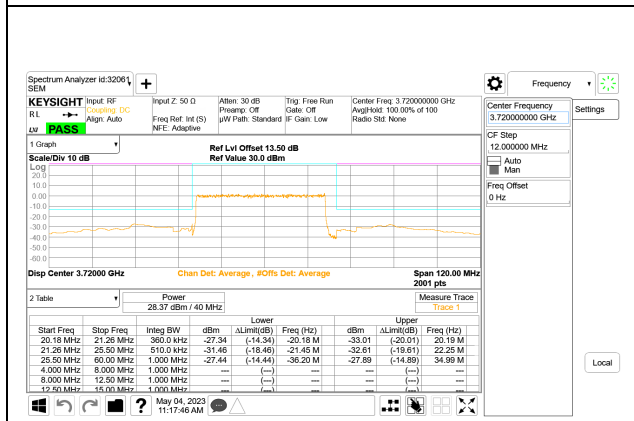 Spectrum Analyzer id:32061
SEM
+
Frequency
KEYSIGHT
RL
LXI PASS
Input: RF
Coupling: DC
Align: Auto
Input Z: 50 Ω
Freq Ref: Int (S)
NFE: Adaptive
Atten: 30 dB
Preamp: Off
µW Path: Standard
Trig: Free Run
Gate: Off
IF Gain: Low
Center Freq: 3.720000000 GHz
Avg|Hold: 100.00% of 100
Radio Std: None
Center Frequency
3.720000000 GHz
Settings
CF Step
12.000000 MHz
Auto
Man
Freq Offset
0 Hz
1 Graph
Scale/Div 10 dB
Ref Lvl Offset 13.50 dB
Ref Value 30.0 dBm
Log
20.0
10.0
0.00
-10.0
-20.0
-30.0
-40.0
-50.0
-60.0
Disp Center 3.72000 GHz
Chan Det: Average , #Offs Det: Average
Span 120.00 MHz
2001 pts
2 Table
Power
28.37 dBm / 40 MHz
Measure Trace
Trace 1
Lower Upper
Start Freq Stop Freq Integ BW dBm ΔLimit(dB) Freq (Hz) dBm ΔLimit(dB) Freq (Hz)
20.18 MHz 21.26 MHz 360.0 kHz -27.34 (-14.34) -20.18 M -33.01 (-20.01) 20.19 M
21.26 MHz 25.50 MHz 510.0 kHz -31.46 (-18.46) -21.45 M -32.61 (-19.61) 22.25 M
25.50 MHz 60.00 MHz 1.000 MHz -27.44 (-14.44) -36.20 M -27.89 (-14.89) 34.99 M
4.000 MHz 8.000 MHz 1.000 MHz --- (---) --- --- (---) ---
8.000 MHz 12.50 MHz 1.000 MHz --- (---) --- --- (---) ---
12.50 MHz 15.00 MHz 1.000 MHz --- (---) --- --- (---) ---
Local
?
May 04, 2023
11:17:46 AM